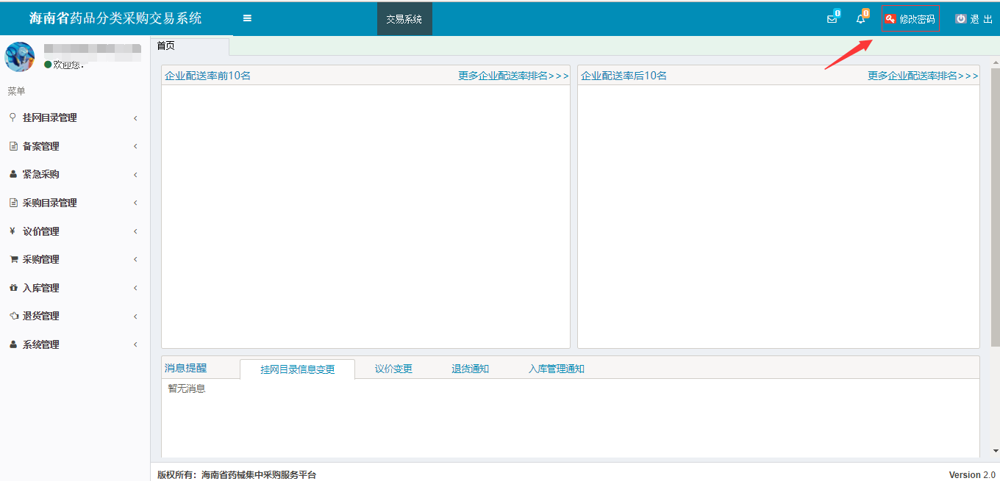 海南省药品分类采购交易系统
交易系统
0
0
修改密码
退 出
欢迎您.
首页
菜单
挂网目录管理
备案管理
紧急采购
采购目录管理
议价管理
采购管理
入库管理
退货管理
系统管理
企业配送率前10名
更多企业配送率排名>>>
企业配送率后10名
更多企业配送率排名>>>
消息提醒
挂网目录信息变更
议价变更
退货通知
入库管理通知
暂无消息
版权所有：海南省药械集中采购服务平台
Version 2.0